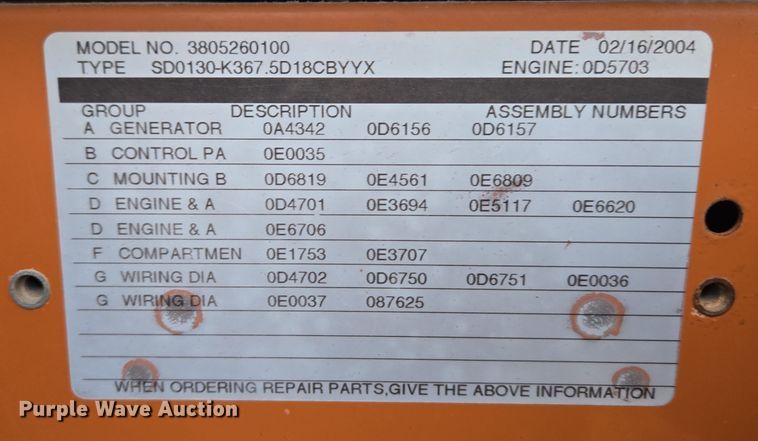 MODEL NO. 3805260100 DATE 02/16/2004
TYPE SD0130-K367.5D18CBYYX ENGINE:0D5703
GROUP DESCRIPTION ASSEMBLY NUMBERS
A GENERATOR 0A4342 0D6156 0D6157
B CONTROL PA 0E0035
C MOUNTING B 0D6819 0E4561 0E6809
D ENGINE & A 0D4701 0E3694 0E5117 0E6620
D ENGINE & A 0E6706
F COMPARTMEN 0E1753 0E3707
G WIRING DIA 0D4702 0D6750 0D6751 0E0036
G WIRING DIA 0E0037 087625
WHEN ORDERING REPAIR PARTS,GIVE THE ABOVE INFORMATION
Purple Wave Auction